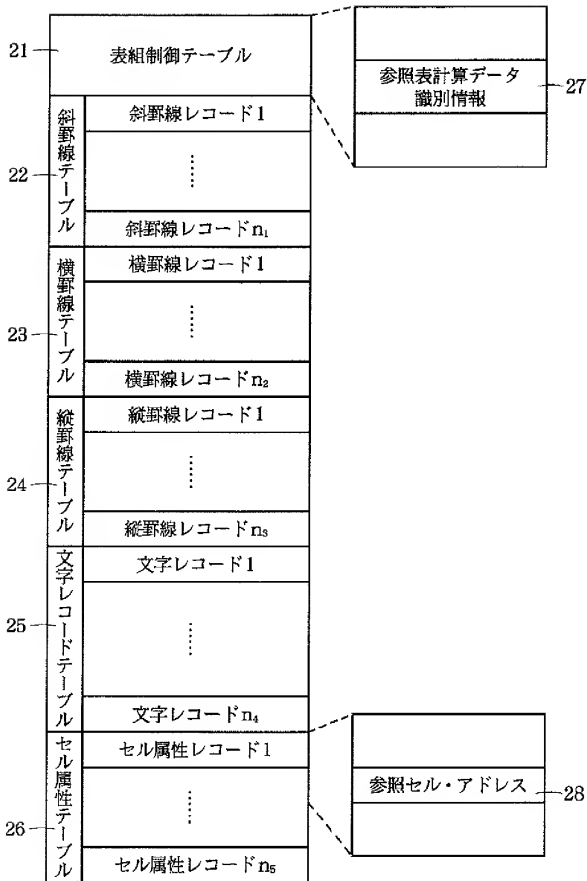 21
表組制御テーブル
参照表計算データ
識別情報
27
斜罫線テーブル
22
斜罫線レコード1
斜罫線レコードn₁
横罫線テーブル
23
横罫線レコード1
横罫線レコードn₂
縦罫線テーブル
24
縦罫線レコード1
縦罫線レコードn₃
文字レコードテーブル
25
文字レコード1
文字レコードn₄
セル属性テーブル
26
セル属性レコード1
セル属性レコードn₅
参照セル・アドレス
28